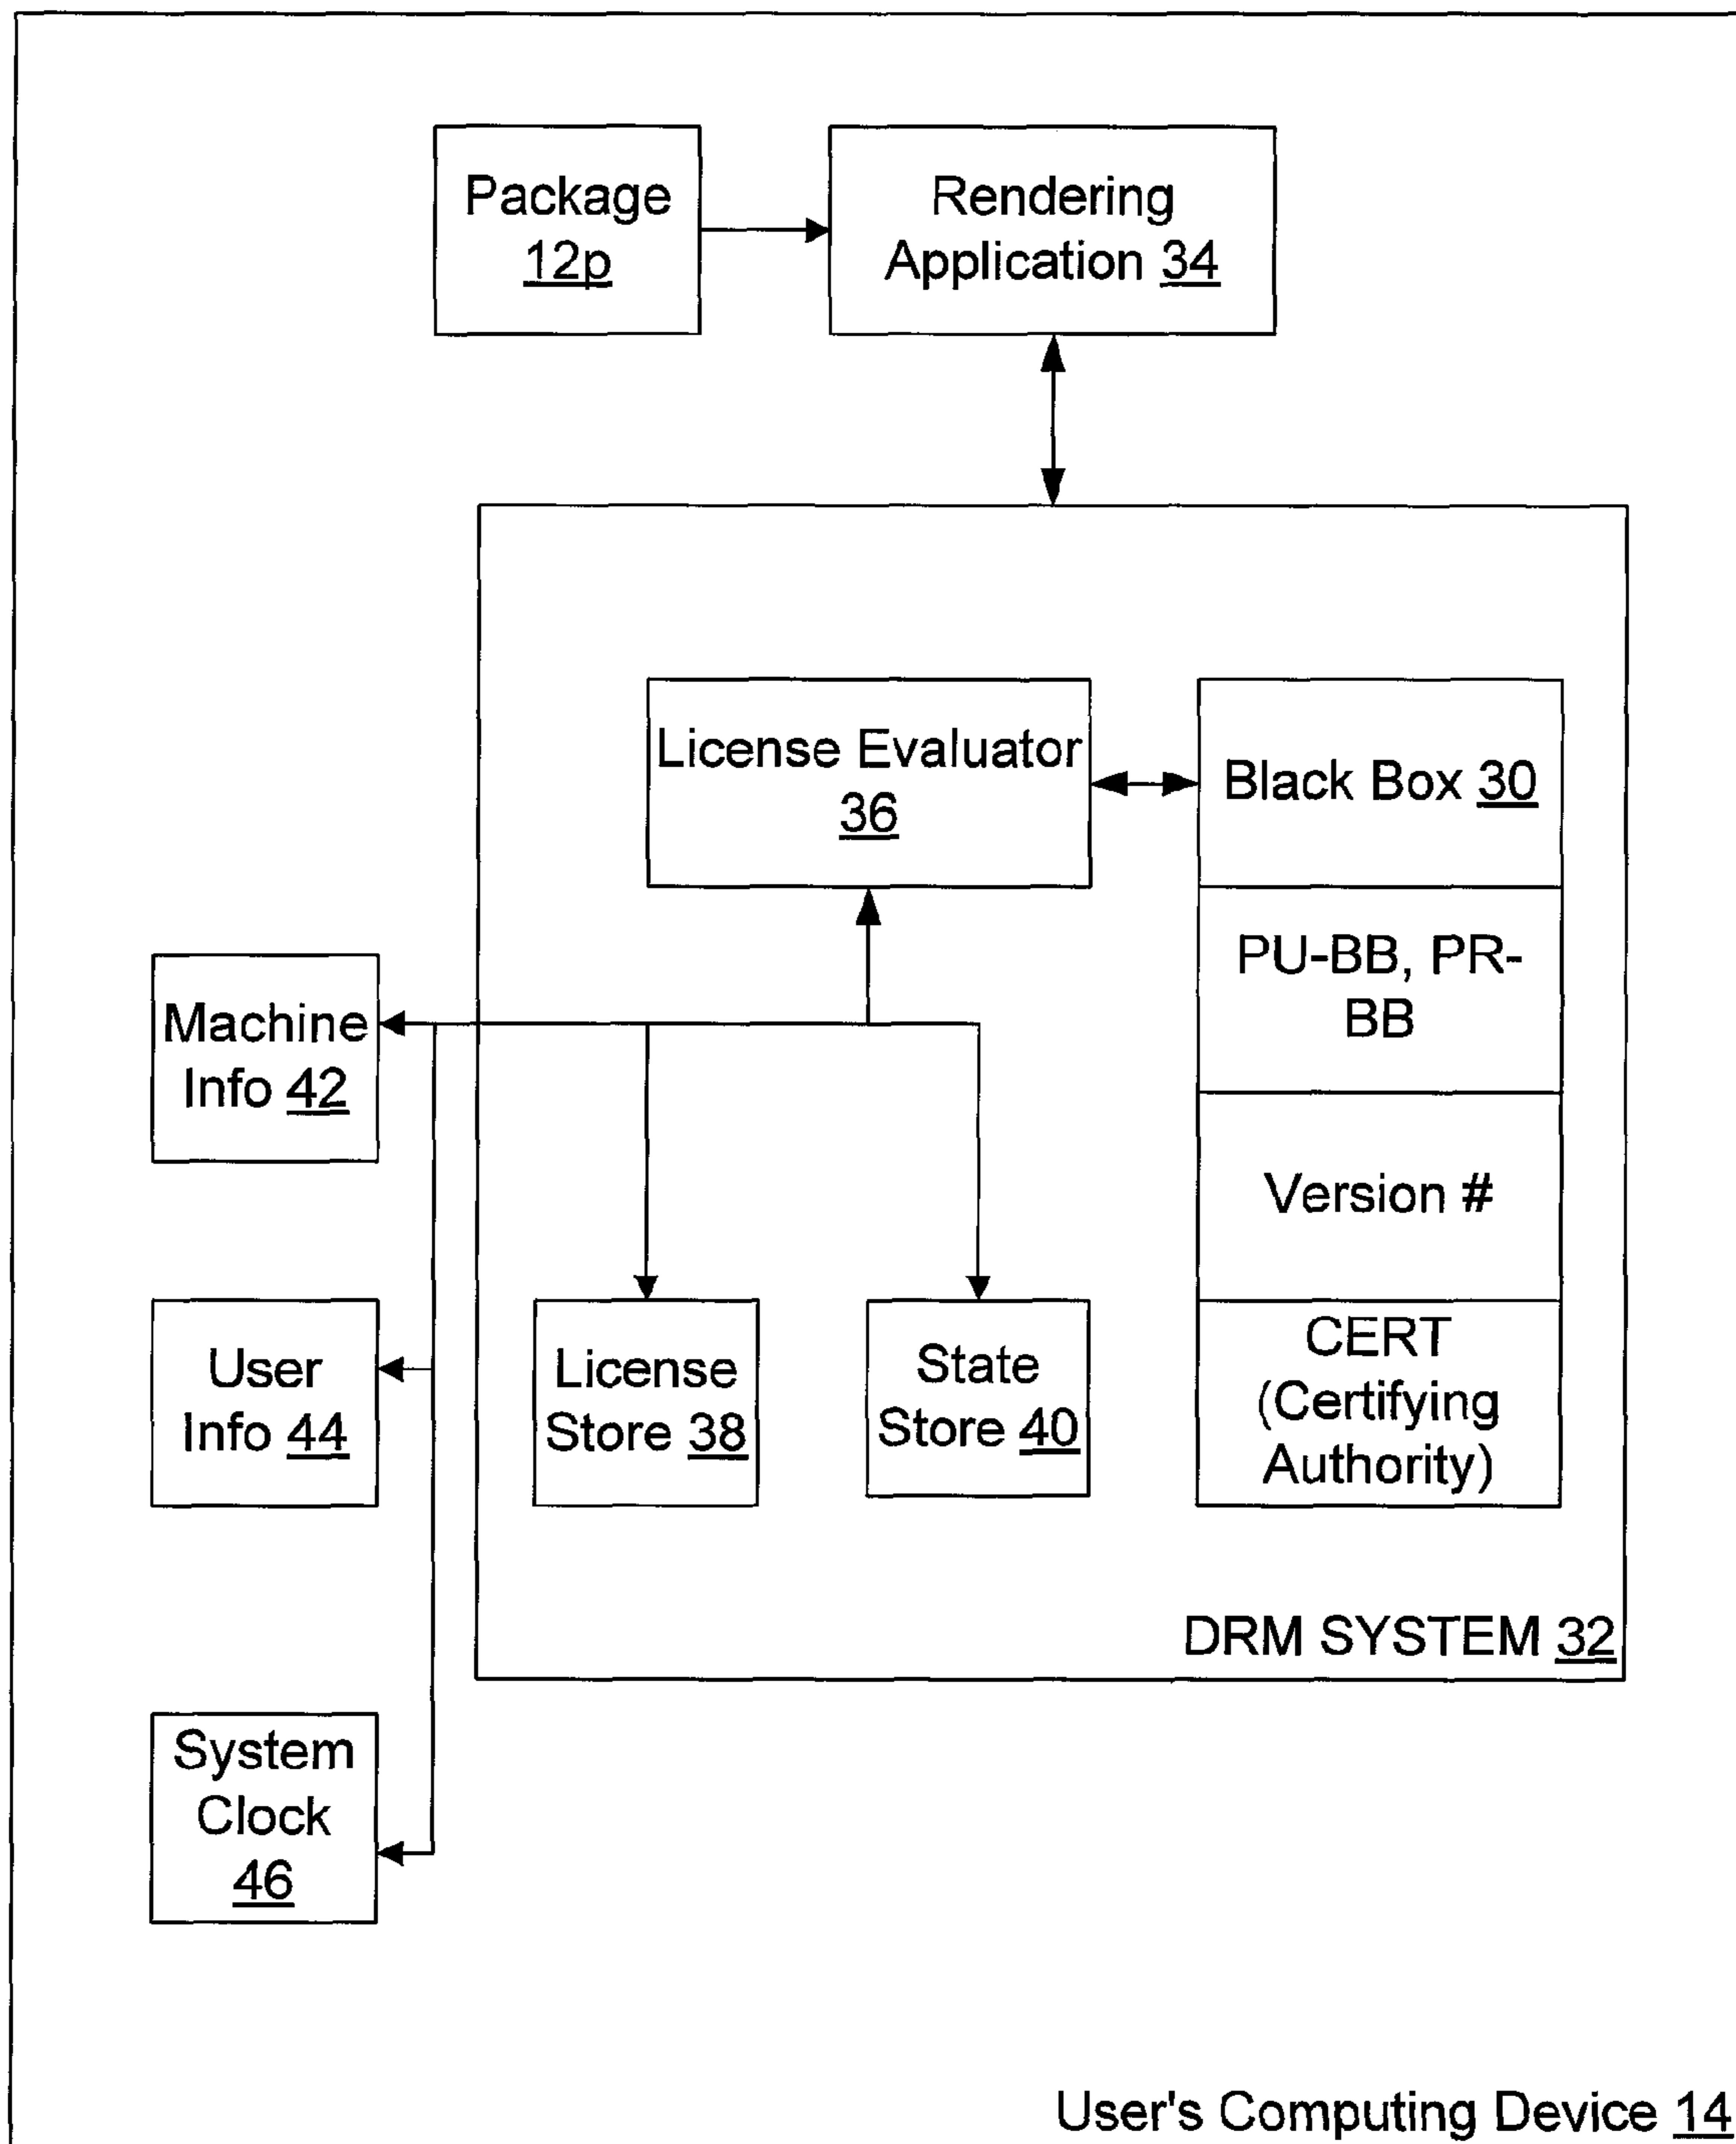 Package
12p
Rendering
Application 34
License Evaluator
36
Black Box 30
PU-BB, PR-
BB
Machine
Info 42
Version #
User
Info 44
License
Store 38
State
Store 40
CERT
(Certifying
Authority)
DRM SYSTEM 32
System
Clock
46
User's Computing Device 14